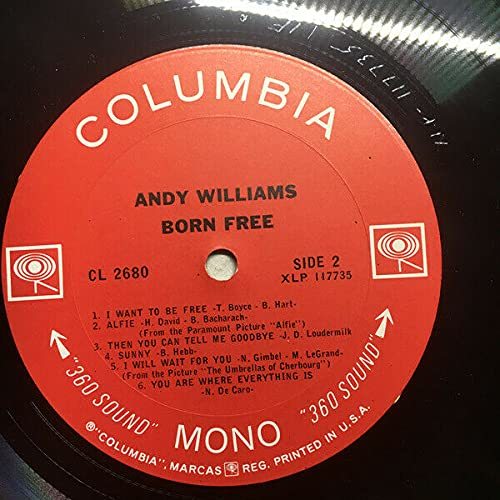 COLUMBIA
ANDY WILLIAMS
BORN FREE
CL 2680
SIDE 2
XLP 117735
1. I WANT TO BE FREE -T. Boyce - B. Hart-
2. ALFIE -H. David - B. Bacharach-
(From the Paramount Picture "Alfie")
3. THEN YOU CAN TELL ME GOODBYE -J. D. Loudermilk
4. SUNNY -B. Hebb-
5. I WILL WAIT FOR YOU -N. Gimbel - M. LeGrand-
(From the Picture "The Umbrellas of Cherbourg")
6. YOU ARE WHERE EVERYTHING IS
-N. De Caro-
"360 SOUND"
MONO
"360 SOUND"
®"COLUMBIA", MARCAS REG. PRINTED IN U.S.A.